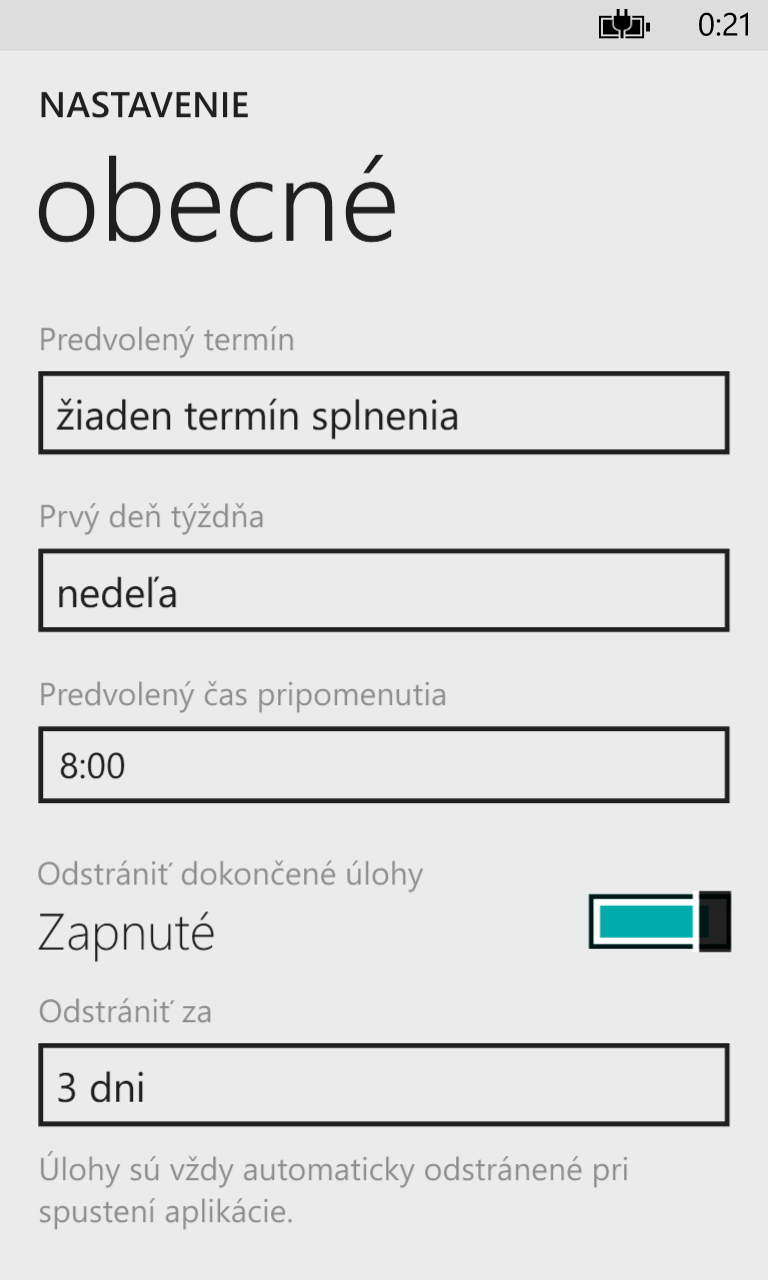 0:21
NASTAVENIE
obecné
Predvolený termín
žiaden termín splnenia
Prvý deň týždňa
nedeľa
Predvolený čas pripomenutia
8:00
Odstrániť dokončené úlohy
Zapnuté
Odstrániť za
3 dni
Úlohy sú vždy automaticky odstránené pri
spustení aplikácie.